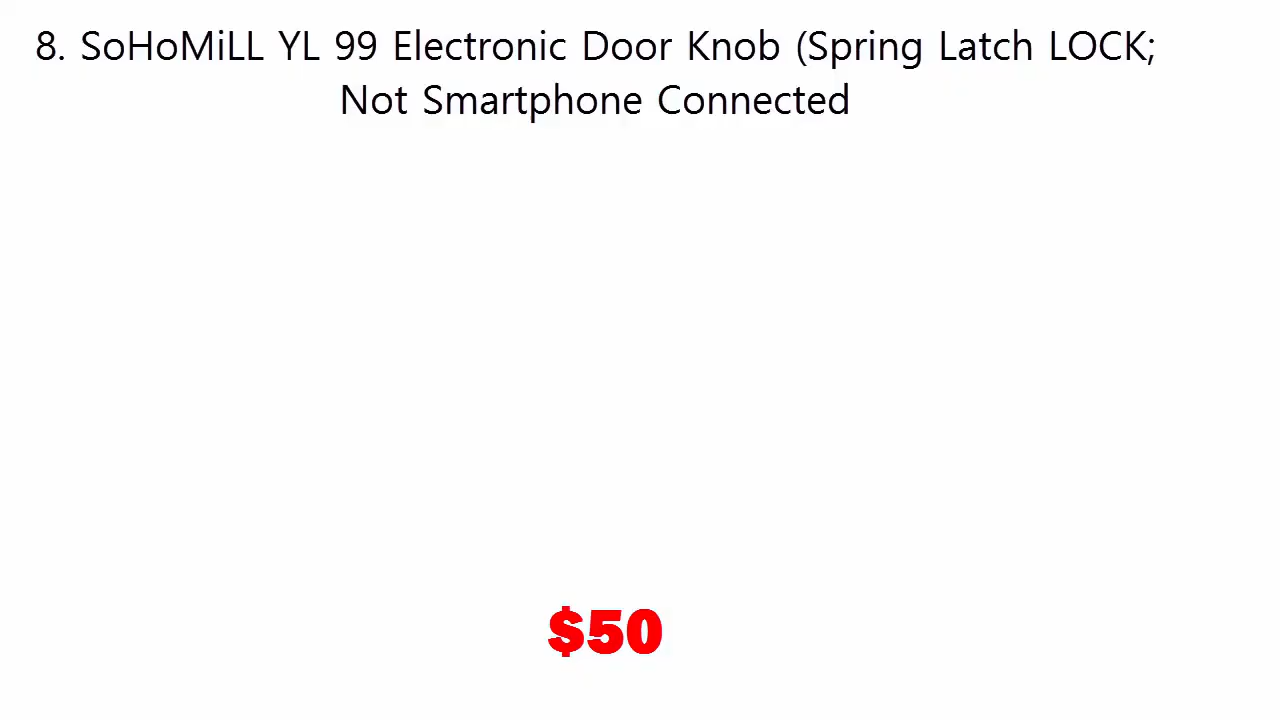 8. SoHoMiLL YL 99 Electronic Door Knob (Spring Latch LOCK;
Not Smartphone Connected
$50